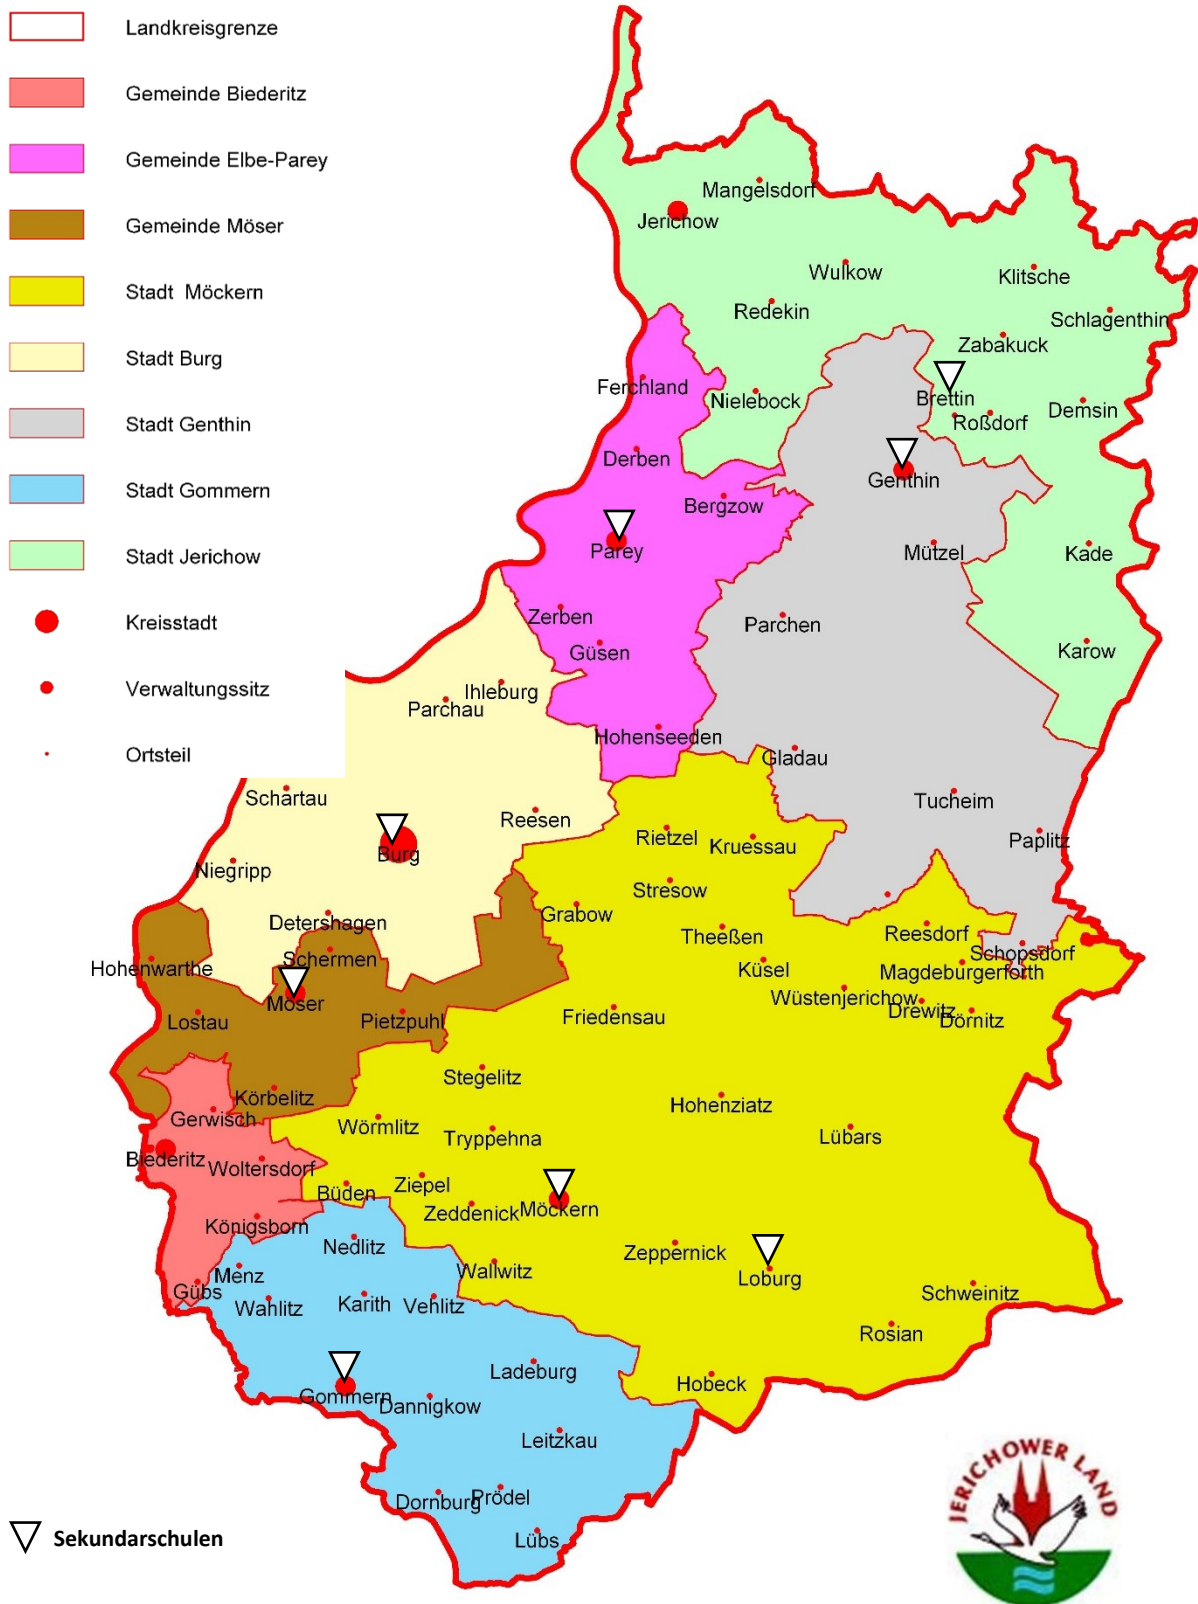 Landkreisgrenze
Gemeinde Biederitz
Gemeinde Elbe-Parey
Gemeinde Möser
Stadt Möckern
Stadt Burg
Stadt Genthin
Stadt Gommern
Stadt Jerichow
Kreisstadt
Verwaltungssitz
Ortsteil
Mangelsdorf
Jerichow
Wulkow
Klitsche
Redekin
Schlagenthin
Zabakuck
Ferchland
Nielebock
Brettin
Roßdorf
Demsin
Derben
Genthin
Bergzow
Parey
Mützel
Kade
Zerben
Parchen
Güsen
Karow
Ihleburg
Parchau
Hohenseeden
Gladau
Schartau
Reesen
Tucheim
Rietzel
Kruessau
Paplitz
Burg
Niegripp
Stresow
Detershagen
Grabow
Theeßen
Reesdorf
Schermen
Schopsdorf
Hohenwarthe
Küsel
Magdeburgerforth
Möser
Wüstenjerichow
Lostau
Pietzpuhl
Friedensau
Drewitz
Dörnitz
Stegelitz
Körbelitz
Hohenziatz
Gerwisch
Wörmlitz
Tryppehna
Lübars
Biederitz
Woltersdorf
Büden
Ziepel
Zeddenick
Möckern
Königsborn
Nedlitz
Zeppernick
Wallwitz
Loburg
Menz
Gübs
Wahlitz
Karith
Vehlitz
Schweinitz
Rosian
Ladeburg
Hobeck
Gommern
Dannigkow
Leitzkau
Dornburg
Prödel
Lübs
Sekundarschulen
JERICHOWER LAND